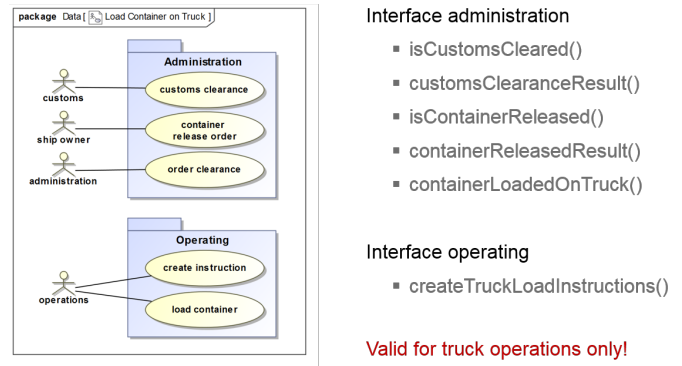 package Data [ Load Container on Truck ]
Administration
customs clearance
customs
container
release order
ship owner
order clearance
administration
Operating
create instruction
operations
load container
Interface administration
▪ isCustomsCleared()
▪ customsClearanceResult()
▪ isContainerReleased()
▪ containerReleasedResult()
▪ containerLoadedOnTruck()
Interface operating
▪ createTruckLoadInstructions()
Valid for truck operations only!